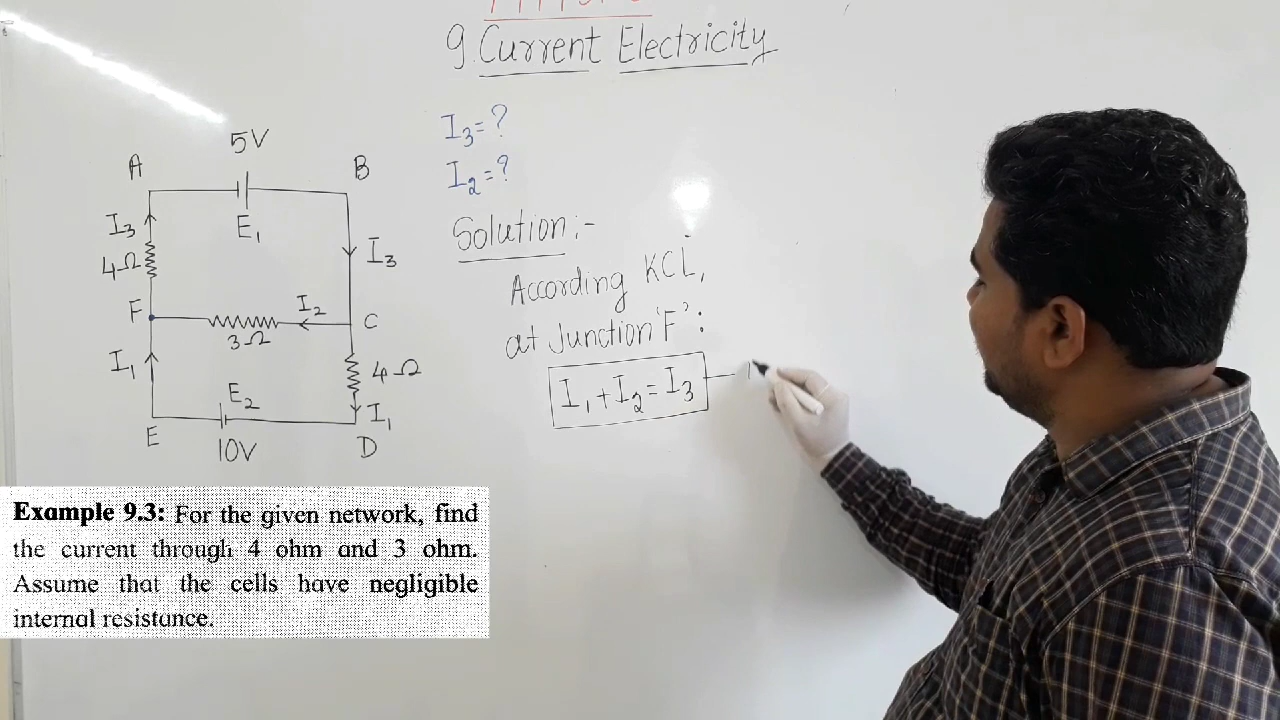 9. Current Electricity
I₃=?
I₂=?
Solution:-
According KCL,
at Junction 'F' :
I₁+I₂=I₃
5V
A
B
E₁
I₃
4Ω
I₃
F
I₂
C
3Ω
I₁
4Ω
E₂
I₁
E
10V
D
Example 9.3: For the given network, find
the current through 4 ohm and 3 ohm.
Assume that the cells have negligible
internal resistance.